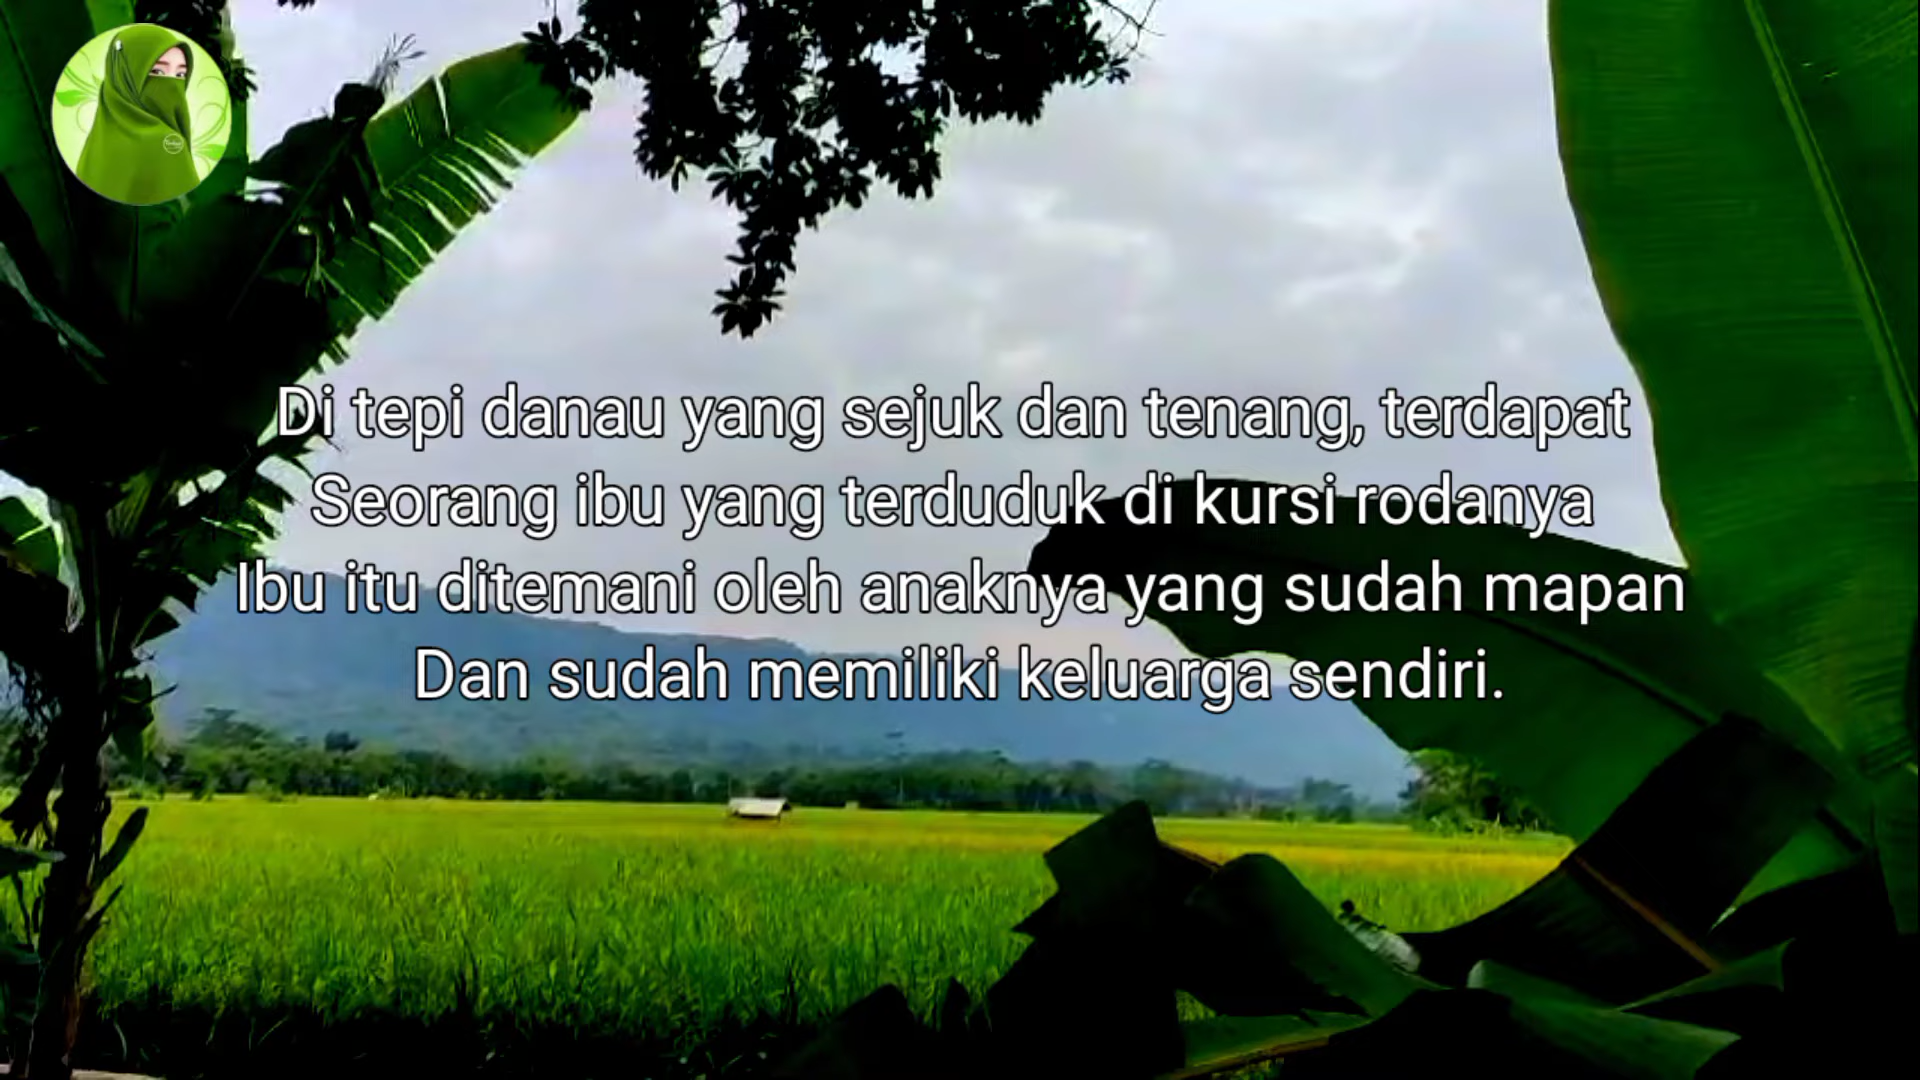 Di tepi danau yang sejuk dan tenang, terdapat
Seorang ibu yang terduduk di kursi rodanya
Ibu itu ditemani oleh anaknya yang sudah mapan
Dan sudah memiliki keluarga sendiri.